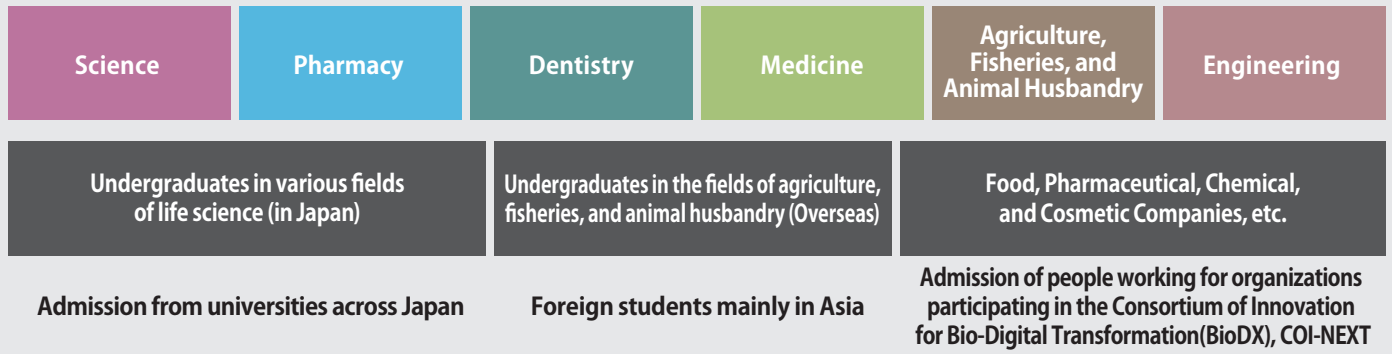 Science
Pharmacy
Dentistry
Medicine
Agriculture,
Fisheries, and
Animal Husbandry
Engineering
Undergraduates in various fields
of life science (in Japan)
Undergraduates in the fields of agriculture,
fisheries, and animal husbandry (Overseas)
Food, Pharmaceutical, Chemical,
and Cosmetic Companies, etc.
Admission from universities across Japan
Foreign students mainly in Asia
Admission of people working for organizations
participating in the Consortium of Innovation
for Bio-Digital Transformation(BioDX), COI-NEXT